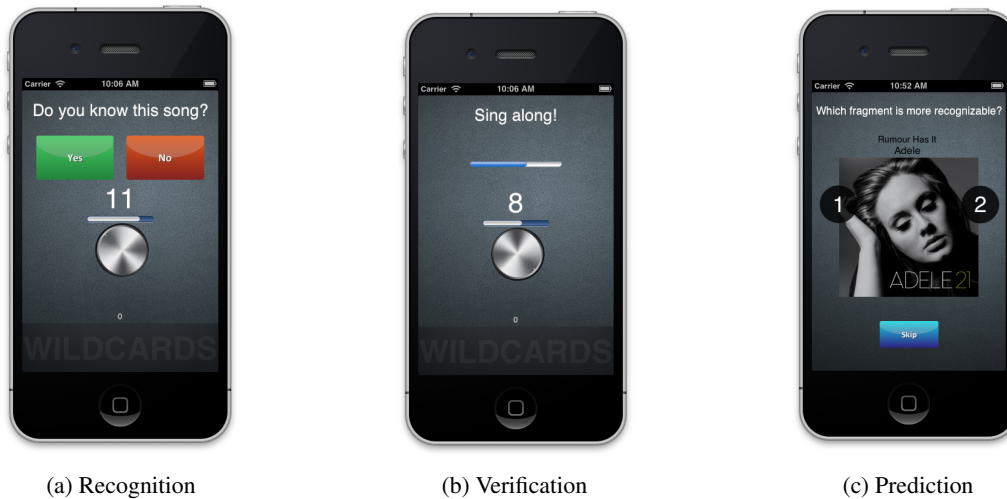 Carrier 10:06 AM
Do you know this song?
Yes No
11
0
WILDCARDS
(a) Recognition
Carrier 10:06 AM
Sing along!
8
0
WILDCARDS
(b) Verification
Carrier 10:52 AM
Which fragment is more recognizable?
Rumour Has It
Adele
1 2
ADELE 21
Skip
(c) Prediction